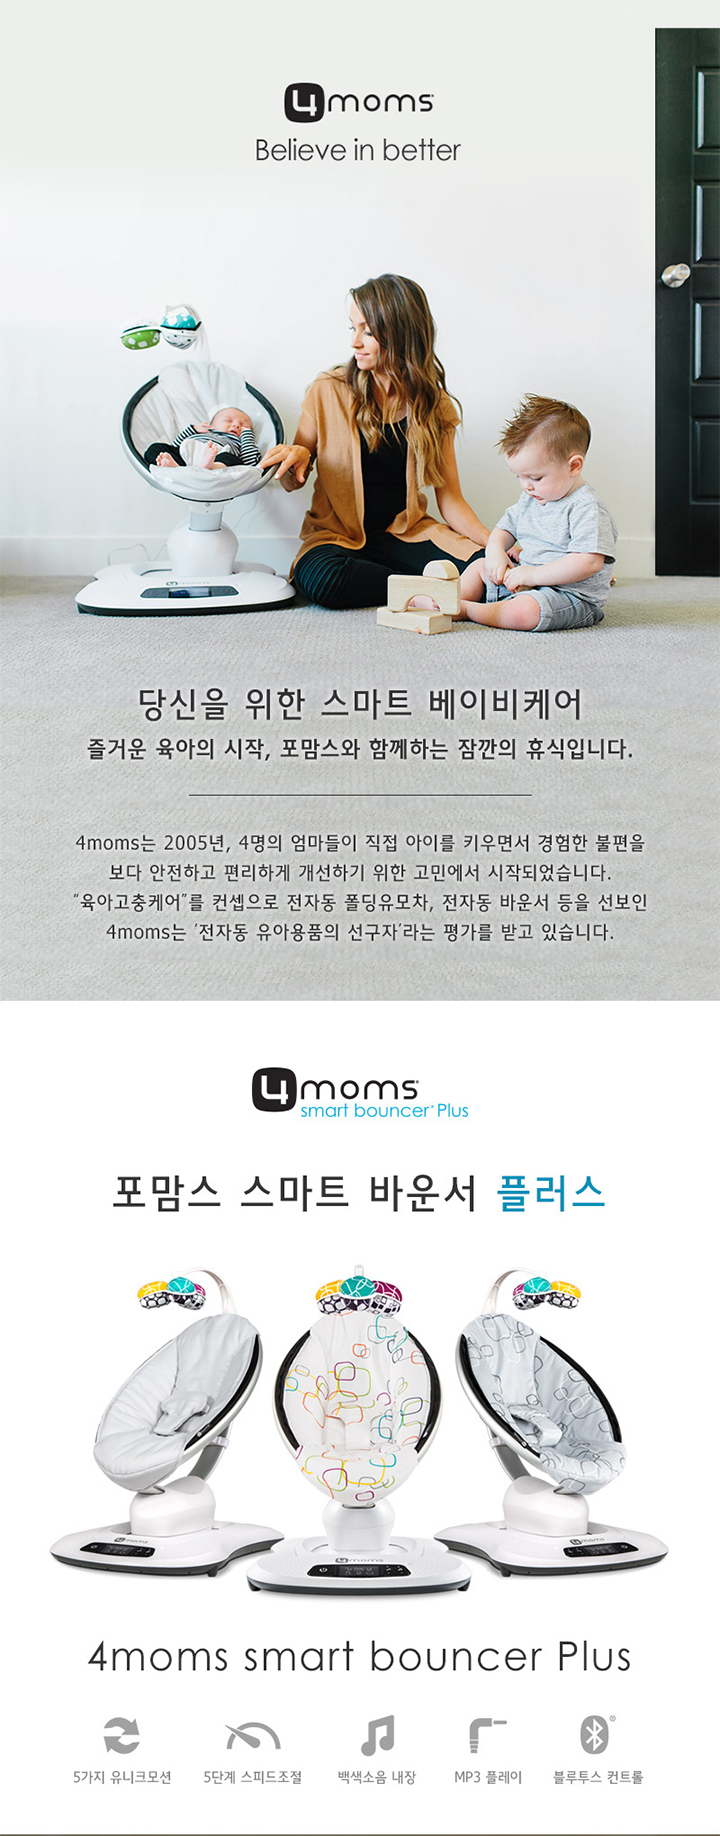 4moms
Believe in better
4moms
당신을 위한 스마트 베이비케어
즐거운 육아의 시작, 포맘스와 함께하는 잠깐의 휴식입니다.
4moms는 2005년, 4명의 엄마들이 직접 아이를 키우면서 경험한 불편을
보다 안전하고 편리하게 개선하기 위한 고민에서 시작되었습니다.
“육아고충케어”를 컨셉으로 전자동 폴딩유모차, 전자동 바운서 등을 선보인
4moms는 ‘전자동 유아용품의 선구자’라는 평가를 받고 있습니다.
4moms
smart bouncer Plus
포맘스 스마트 바운서 플러스
4moms
4moms
4moms
4moms smart bouncer Plus
5가지 유니크모션
5단계 스피드조절
백색소음 내장
MP3 플레이
블루투스 컨트롤